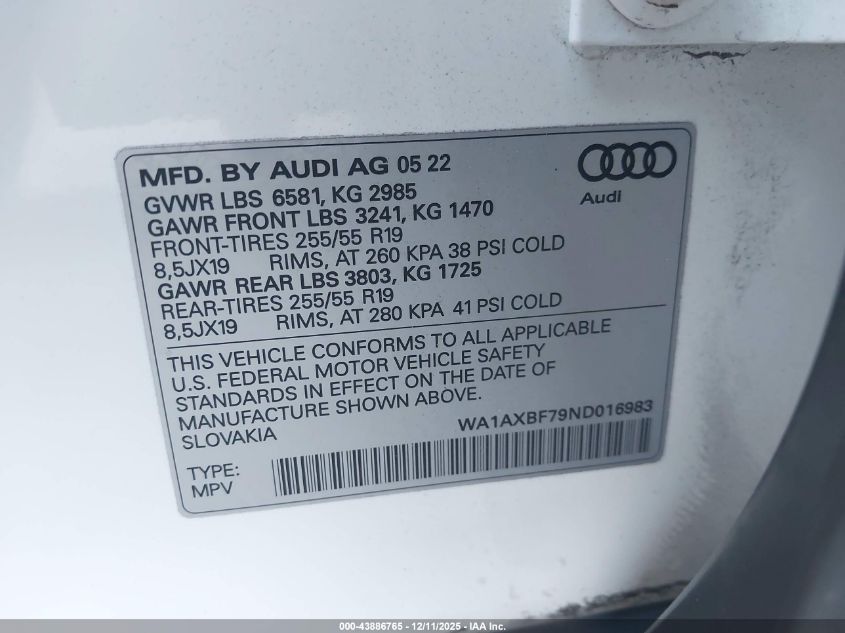 MFD. BY AUDI AG 05 22
Audi
GVWR LBS 6581, KG 2985
GAWR FRONT LBS 3241, KG 1470
FRONT-TIRES 255/55 R19
8,5JX19 RIMS, AT 260 KPA 38 PSI COLD
GAWR REAR LBS 3803, KG 1725
REAR-TIRES 255/55 R19
8,5JX19 RIMS, AT 280 KPA 41 PSI COLD
THIS VEHICLE CONFORMS TO ALL APPLICABLE
U.S. FEDERAL MOTOR VEHICLE SAFETY
STANDARDS IN EFFECT ON THE DATE OF
MANUFACTURE SHOWN ABOVE.
SLOVAKIA
WA1AXBF79ND016983
TYPE:
MPV
000-43886765 - 12/11/2025 - IAA Inc.